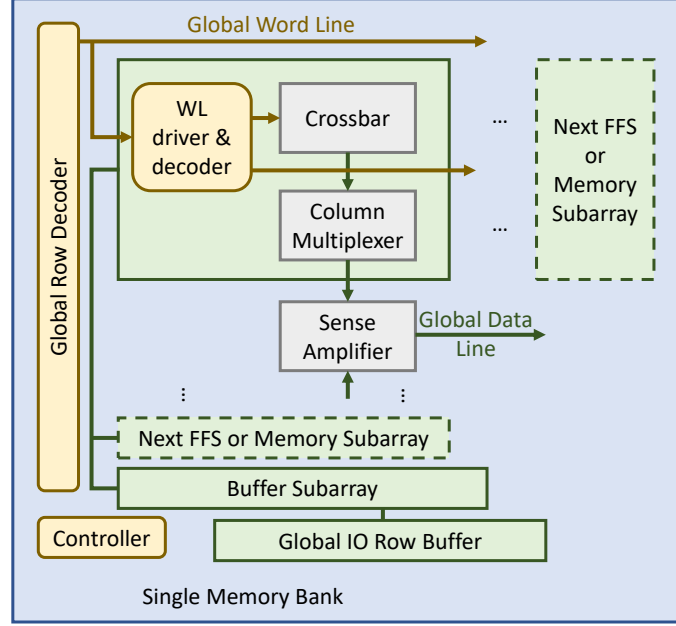 Global Word Line
Global Row Decoder
WL
driver &
decoder
Crossbar
...
Next FFS
or
Memory
Subarray
Column
Multiplexer
...
Sense
Amplifier
Global Data
Line
...
...
Next FFS or Memory Subarray
Buffer Subarray
Controller
Global IO Row Buffer
Single Memory Bank